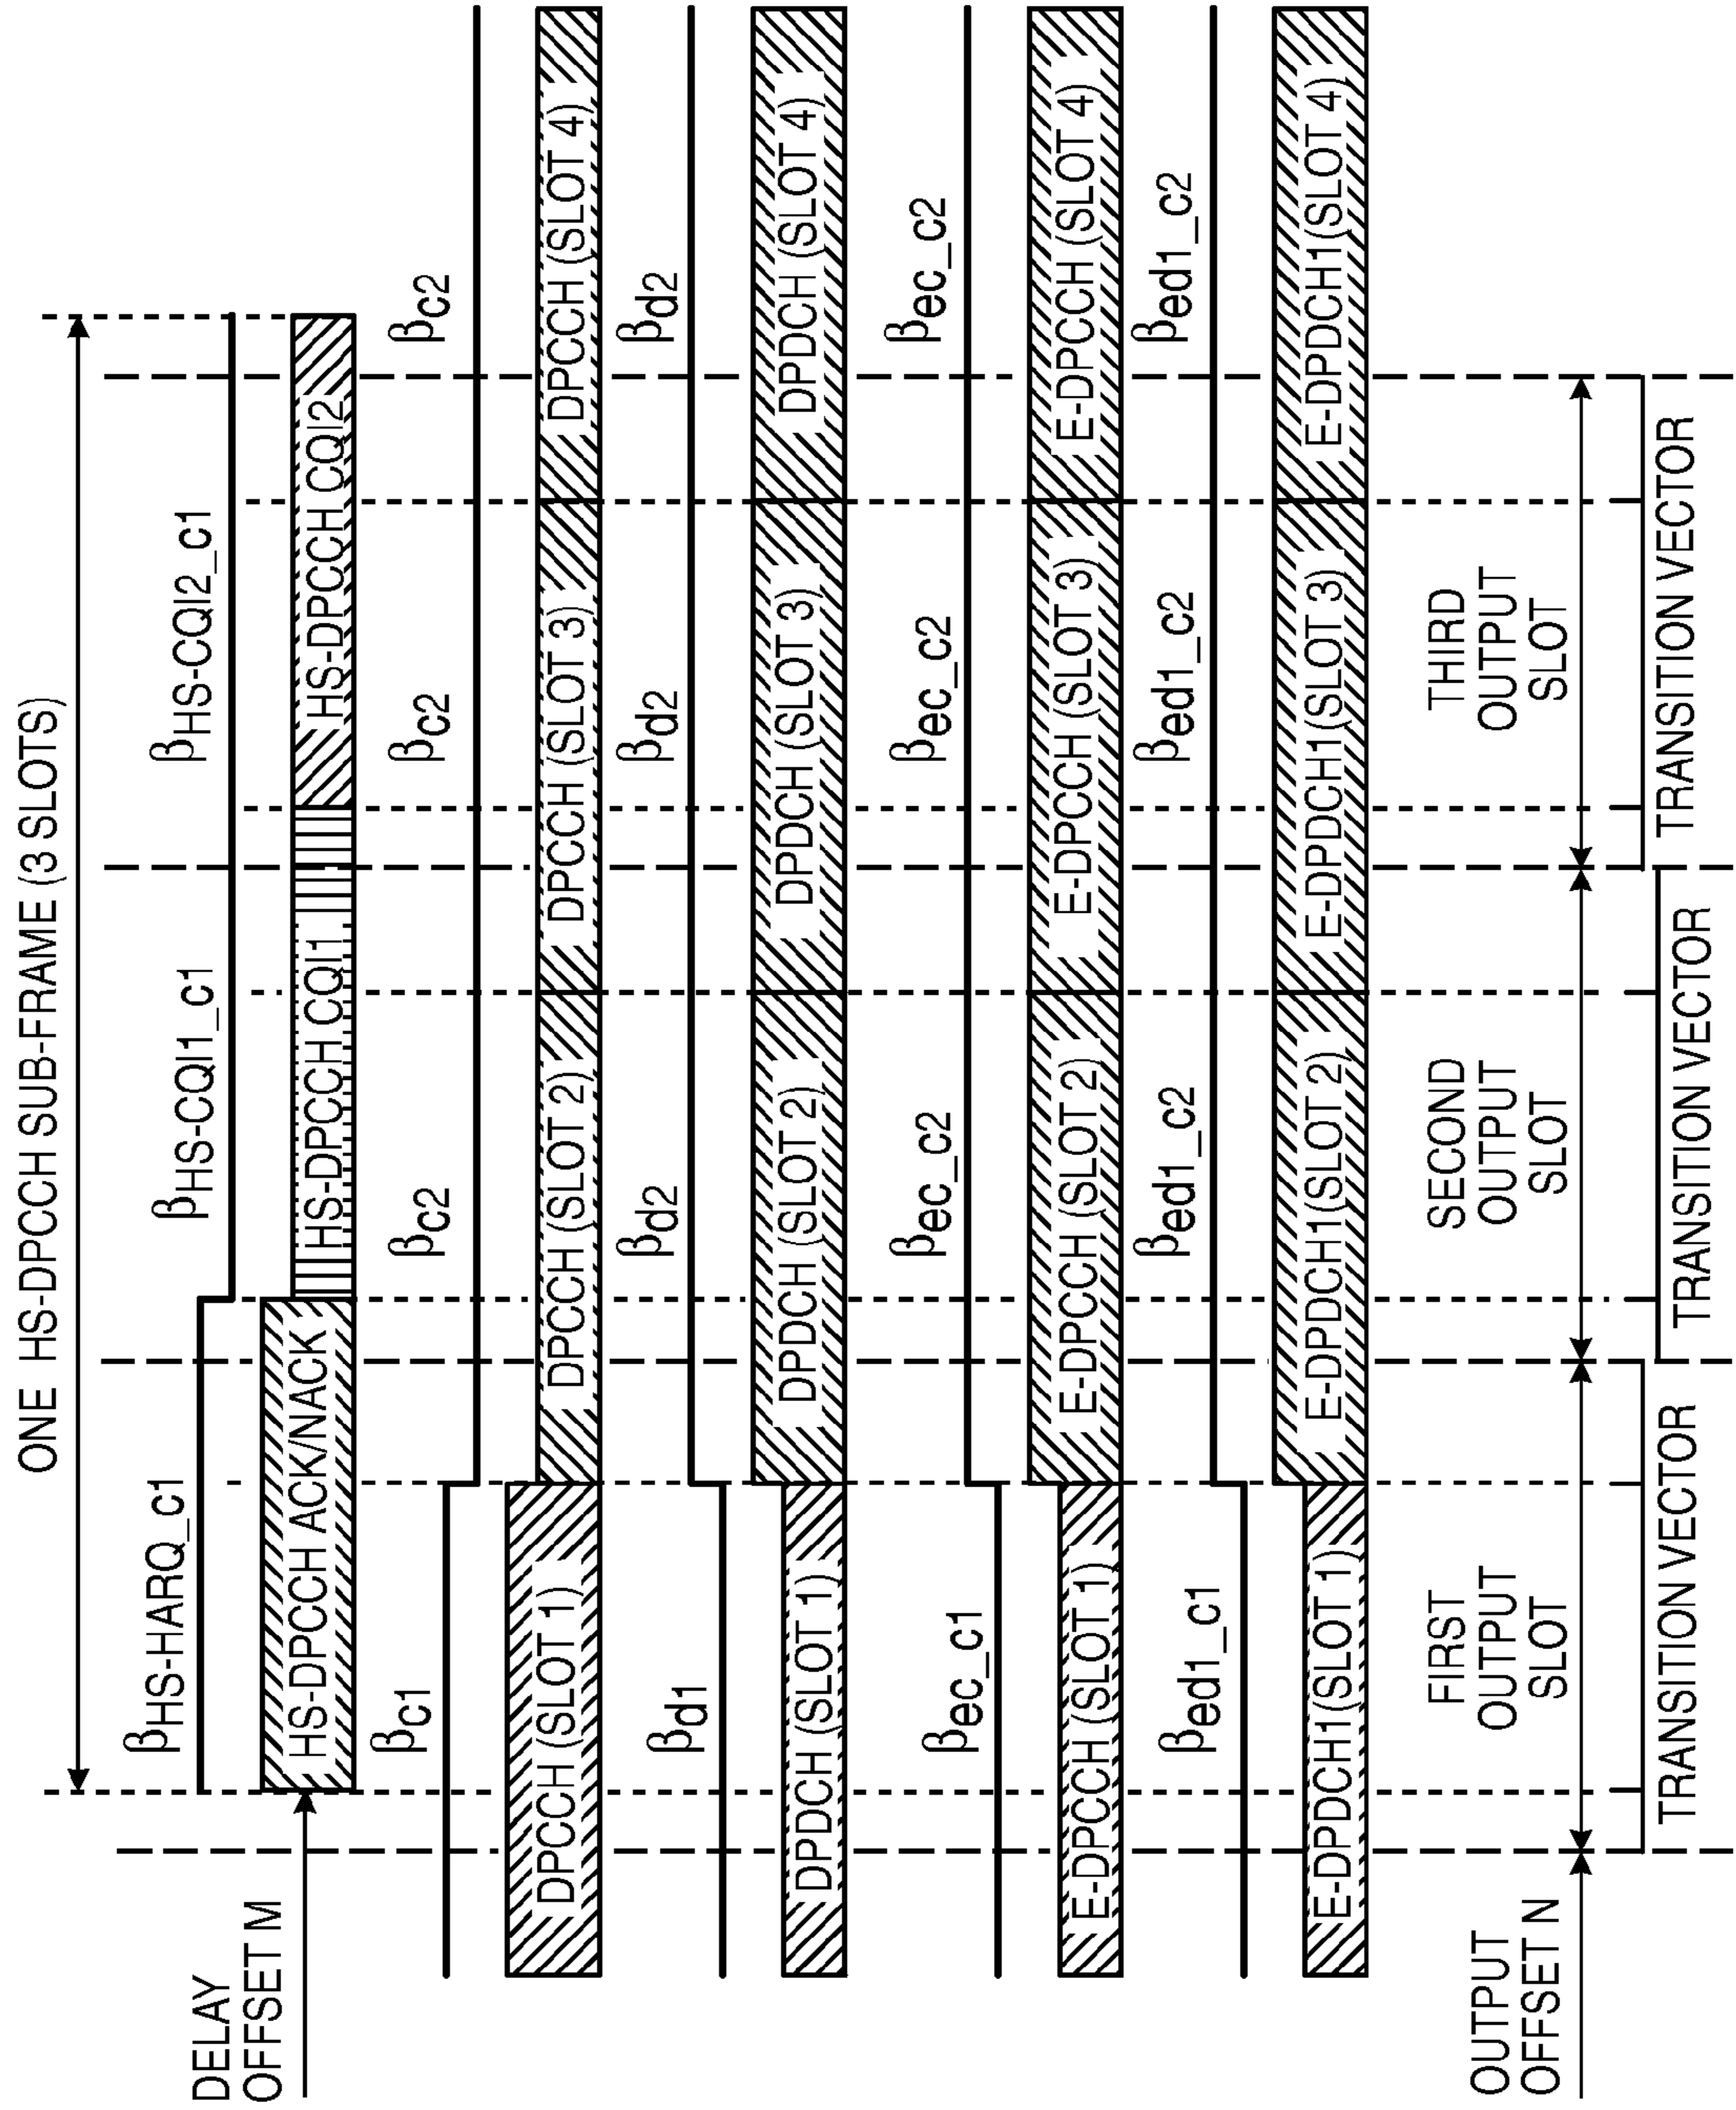 ONE HS-DPCCH SUB-FRAME (3 SLOTS)
βHS-HARQ_c1
βHS-CQI1_c1
βHS-CQI2_c1
DELAY
OFFSET M
HS-DPCCH ACK/NACK
HS-DPCCH CQI1
HS-DPCCH CQI2
βc1
βc2
βc2
βc2
DPCCH (SLOT 1)
DPCCH (SLOT 2)
DPCCH (SLOT 3)
DPCCH (SLOT 4)
βd1
βd2
βd2
βd2
DPDCH (SLOT 1)
DPDCH (SLOT 2)
DPDCH (SLOT 3)
DPDCH (SLOT 4)
βec_c1
βec_c2
βec_c2
βec_c2
E-DPCCH (SLOT 1)
E-DPCCH (SLOT 2)
E-DPCCH (SLOT 3)
E-DPCCH (SLOT 4)
βed1_c1
βed1_c2
βed1_c2
βed1_c2
E-DPDCH1(SLOT 1)
E-DPDCH1(SLOT 2)
E-DPDCH1(SLOT 3)
E-DPDCH1(SLOT 4)
OUTPUT
OFFSET N
FIRST
OUTPUT
SLOT
SECOND
OUTPUT
SLOT
THIRD
OUTPUT
SLOT
TRANSITION VECTOR
TRANSITION VECTOR
TRANSITION VECTOR